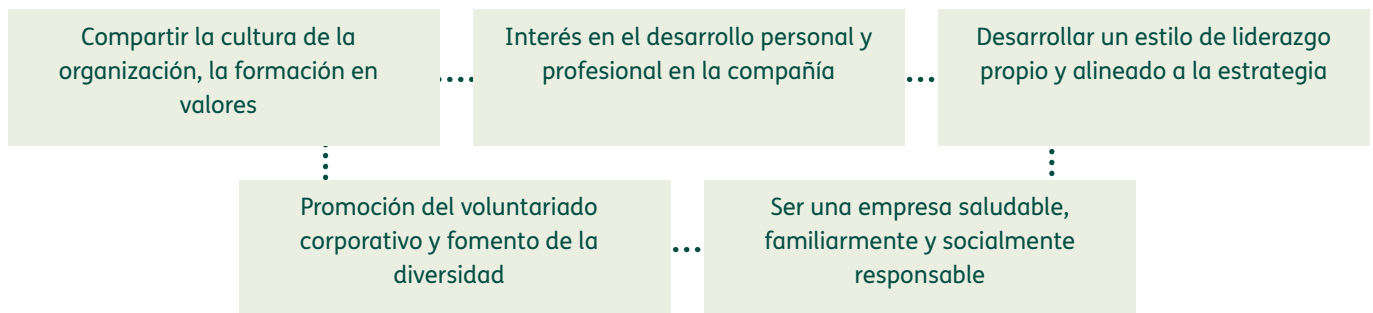 Compartir la cultura de la
organización, la formación en
valores
Interés en el desarrollo personal y
profesional en la compañía
Desarrollar un estilo de liderazgo
propio y alineado a la estrategia
Promoción del voluntariado
corporativo y fomento de la
diversidad
Ser una empresa saludable,
familiarmente y socialmente
responsable